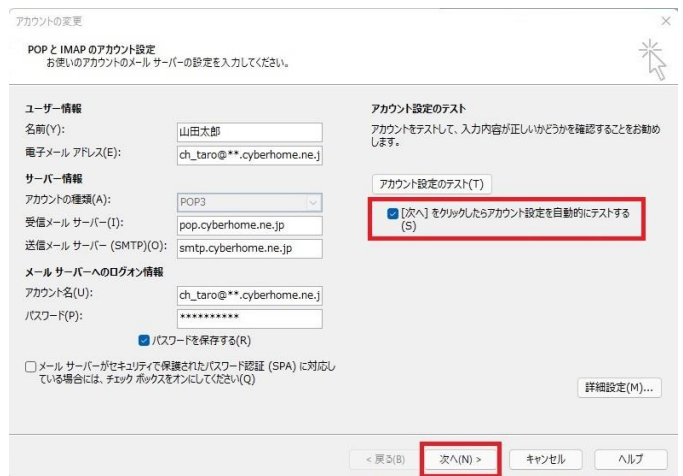 アカウントの変更
POP と IMAP のアカウント設定
お使いのアカウントのメール サーバーの設定を入力してください。
ユーザー情報
名前(Y):
山田太郎
電子メール アドレス(E):
ch_taro@**.cyberhome.ne.j
サーバー情報
アカウントの種類(A):
POP3
受信メール サーバー(I):
pop.cyberhome.ne.jp
送信メール サーバー (SMTP)(O):
smtp.cyberhome.ne.jp
メール サーバーへのログオン情報
アカウント名(U):
ch_taro@**.cyberhome.ne.j
パスワード(P):
**********
パスワードを保存する(R)
メール サーバーがセキュリティで保護されたパスワード認証 (SPA) に対応し
ている場合には、チェック ボックスをオンにしてください(Q)
アカウント設定のテスト
アカウントをテストして、入力内容が正しいかどうかを確認することをお勧め
します。
アカウント設定のテスト(T)
[次へ] をクリックしたらアカウント設定を自動的にテストする
(S)
詳細設定(M)...
< 戻る(B)
次へ(N) >
キャンセル
ヘルプ